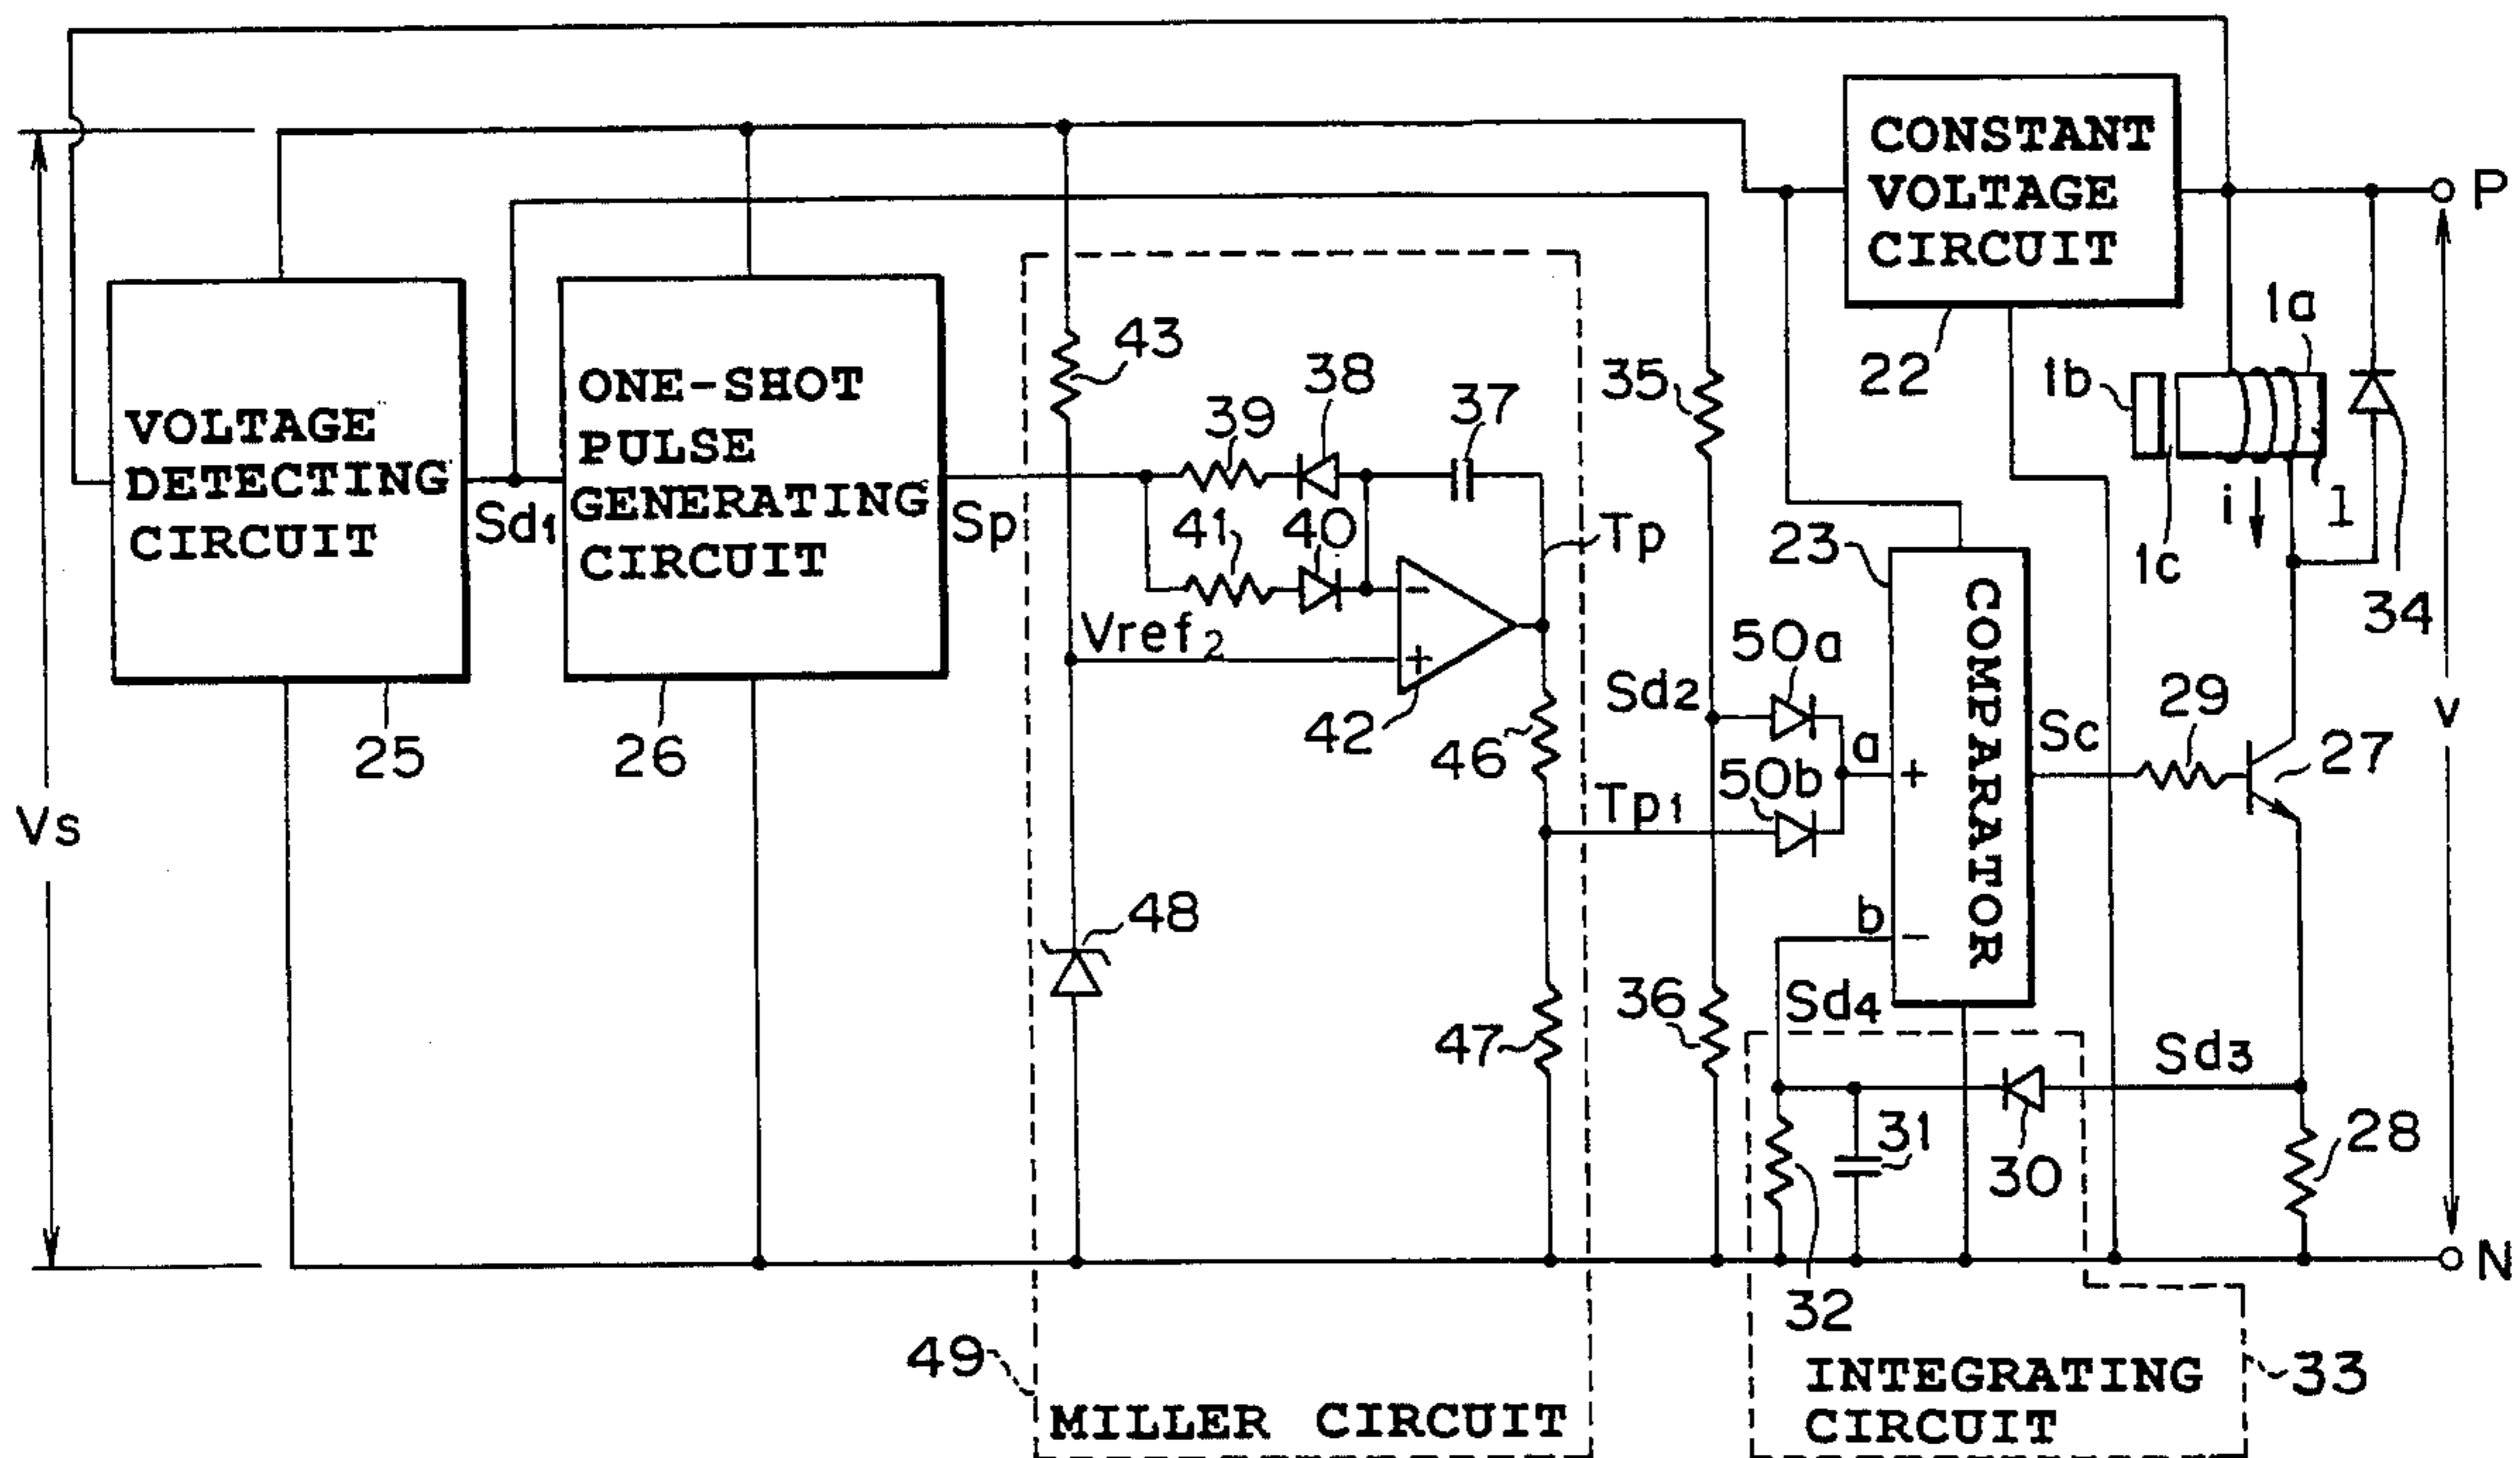 CONSTANT
VOLTAGE
CIRCUIT
22
P
1a
1b
1c
i
1
34
v
N
Vs
VOLTAGE
DETECTING
CIRCUIT
25
Sd1
ONE-SHOT
PULSE
GENERATING
CIRCUIT
26
Sp
43
39
38
37
41
40
Tp
Vref2
-
+
42
46
Tp1
48
47
49
MILLER CIRCUIT
35
Sd2
50a
50b
a
+
b
-
23
COMPARATOR
Sc
29
27
36
Sd4
Sd3
31
30
28
32
INTEGRATING
CIRCUIT
33